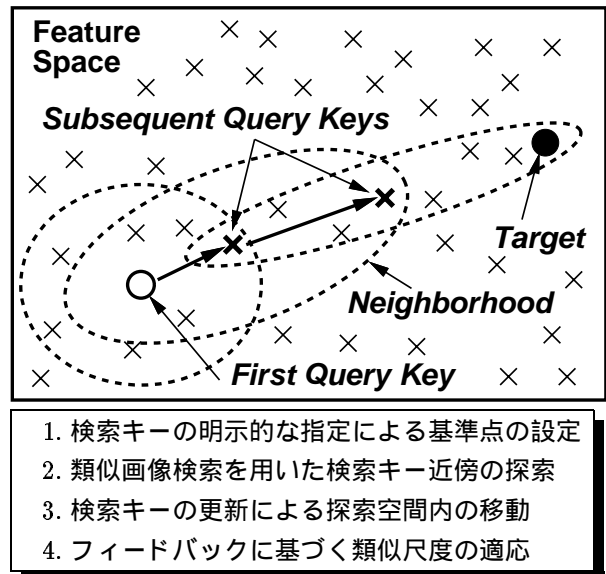 Feature
Space
Subsequent Query Keys
Target
Neighborhood
First Query Key
1. 検索キーの明示的な指定による基準点の設定
2. 類似画像検索を用いた検索キー近傍の探索
3. 検索キーの更新による探索空間内の移動
4. フィードバックに基づく類似尺度の適応